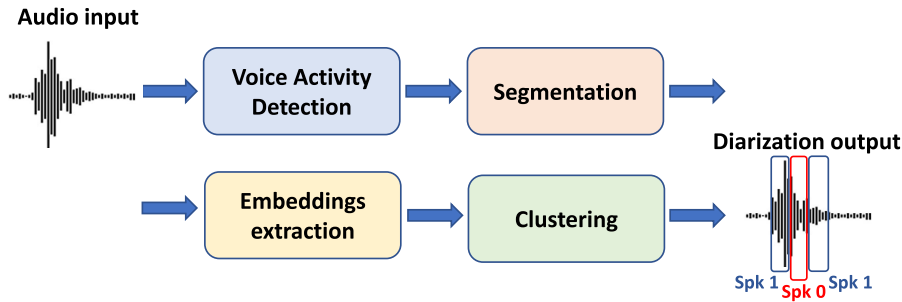 Audio input
Voice Activity
Detection
Segmentation
Embeddings
extraction
Clustering
Diarization output
Spk 1
Spk 0
Spk 1